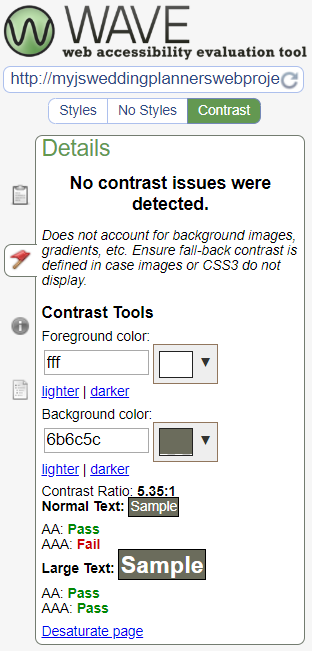 WAVE
web accessibility evaluation tool
http://myjsweddingplannerswebproje
Styles No Styles Contrast
Details
No contrast issues were
detected.
Does not account for background images,
gradients, etc. Ensure fall-back contrast is
defined in case images or CSS3 do not
display.
Contrast Tools
Foreground color:
fff
lighter | darker
Background color:
6b6c5c
lighter | darker
Contrast Ratio: 5.35:1
Normal Text: Sample
AA: Pass
AAA: Fail
Large Text: Sample
AA: Pass
AAA: Pass
Desaturate page